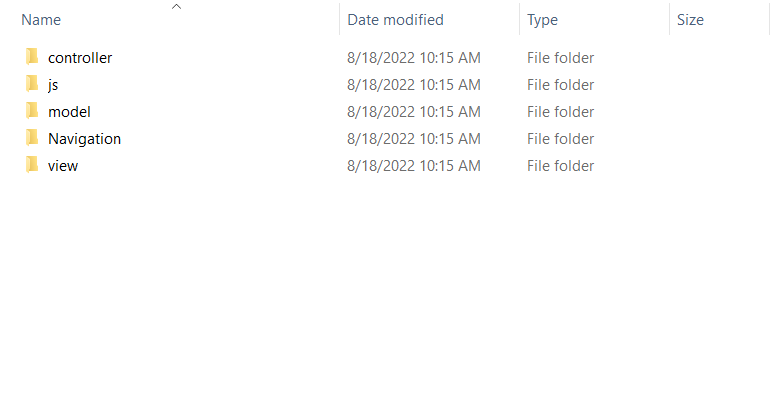 Name Date modified Type Size
controller 8/18/2022 10:15 AM File folder
js 8/18/2022 10:15 AM File folder
model 8/18/2022 10:15 AM File folder
Navigation 8/18/2022 10:15 AM File folder
view 8/18/2022 10:15 AM File folder